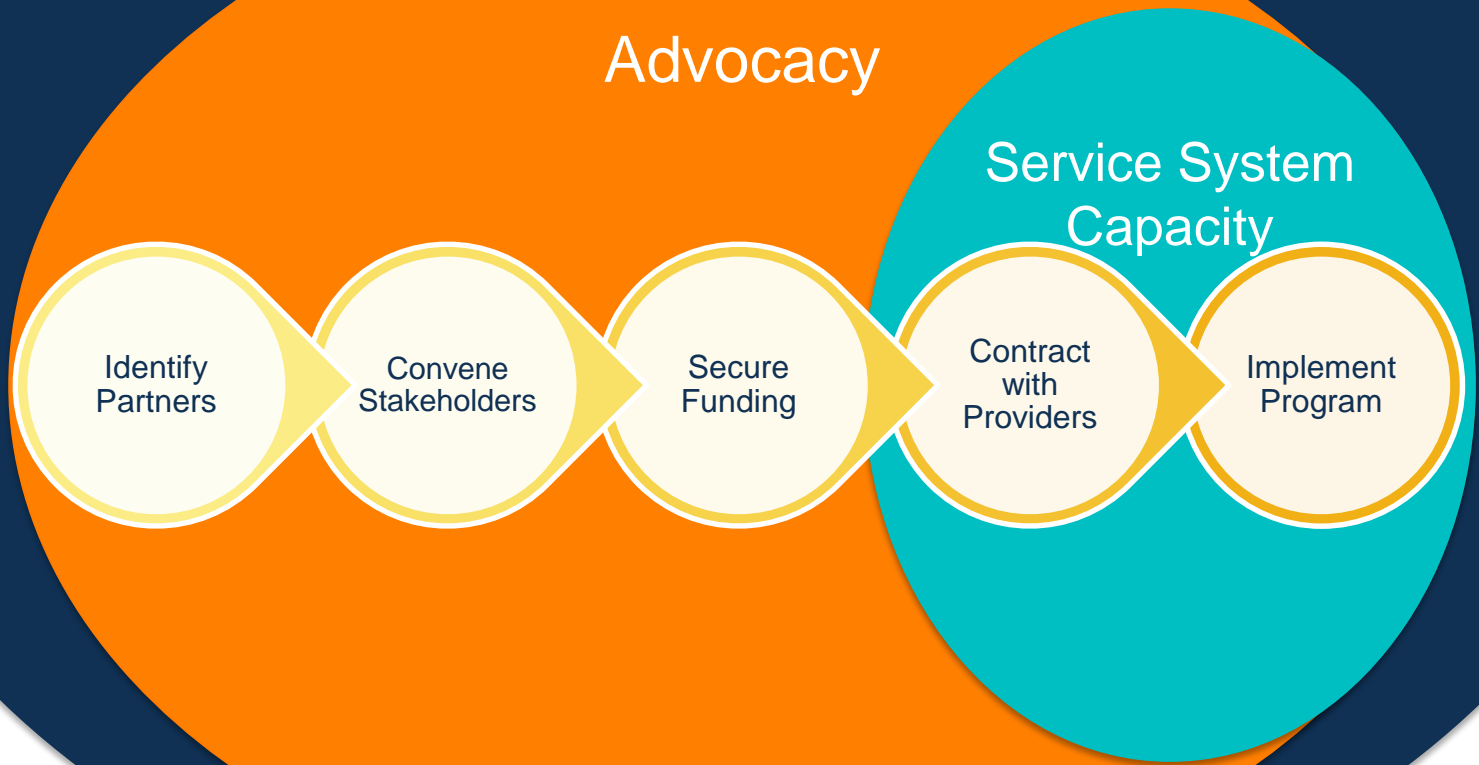 Advocacy
Service System
Capacity
Identify
Partners
Convene
Stakeholders
Secure
Funding
Contract
with
Providers
Implement
Program